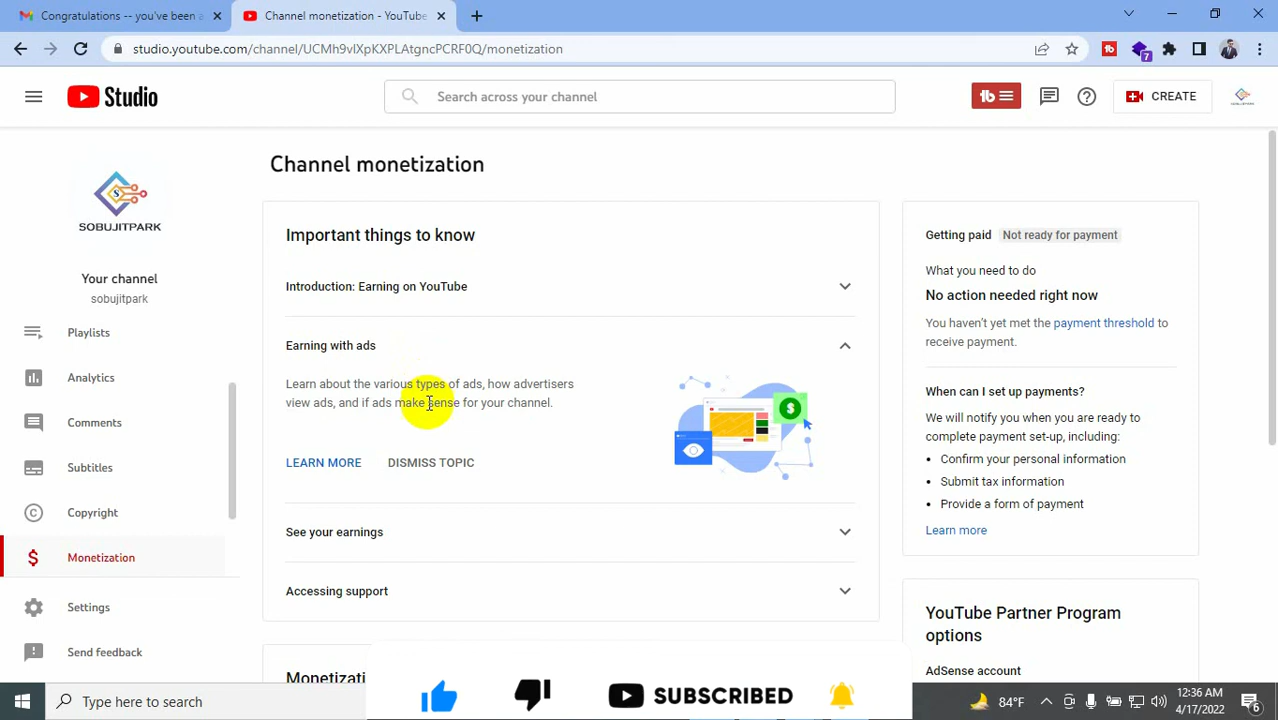 Congratulations -- you've been a
Channel monetization - YouTube
studio.youtube.com/channel/UCMh9vlXpKXPLAtgncPCRF0Q/monetization
7
Studio
Search across your channel
tb
CREATE
S
SOBUJITPARK
Your channel
sobujitpark
Playlists
Analytics
Comments
Subtitles
Copyright
Monetization
Settings
Send feedback
Channel monetization
Important things to know
Introduction: Earning on YouTube
Earning with ads
Learn about the various types of ads, how advertisers
view ads, and if ads make sense for your channel.
LEARN MORE
DISMISS TOPIC
See your earnings
Accessing support
Monetizati
Getting paid
Not ready for payment
What you need to do
No action needed right now
You haven't yet met the payment threshold to
receive payment.
When can I set up payments?
We will notify you when you are ready to
complete payment set-up, including:
• Confirm your personal information
• Submit tax information
• Provide a form of payment
Learn more
YouTube Partner Program
options
AdSense account
SUBSCRIBED
Type here to search
84°F
12:36 AM
4/17/2022
6